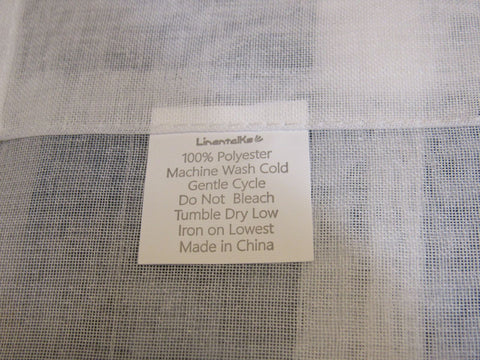 Linentalks
100% Polyester
Machine Wash Cold
Gentle Cycle
Do Not Bleach
Tumble Dry Low
Iron on Lowest
Made in China